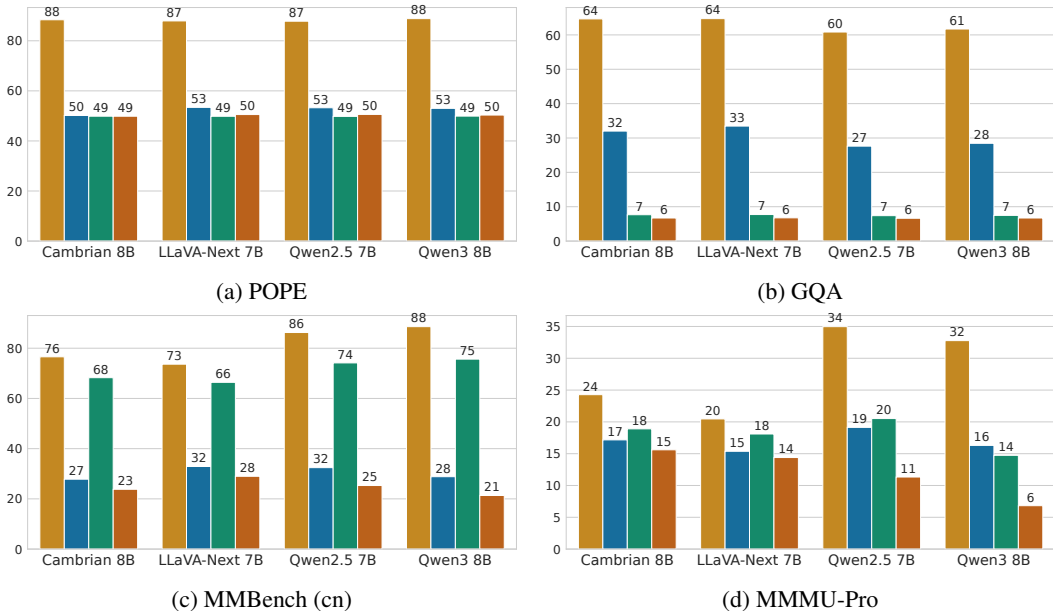 88 87 87 88
80
60
50 49 49 53 49 50 53 49 50 53 49 50
40
20
0
Cambrian 8B LLaVA-Next 7B Qwen2.5 7B Qwen3 8B
(a) POPE
64 64 60 61
60
50
40
32 33 27 28
30
20
10
7 6 7 6 7 6 7 6
0
Cambrian 8B LLaVA-Next 7B Qwen2.5 7B Qwen3 8B
(b) GQA
76 73 86 88
80
68 66 74 75
60
40
27 23 32 28 32 25 28 21
20
0
Cambrian 8B LLaVA-Next 7B Qwen2.5 7B Qwen3 8B
(c) MMBench (cn)
35
34 32
30
25
24 20
20
17 18 15 15 18 14 19 20 11 16 14 6
15
10
5
0
Cambrian 8B LLaVA-Next 7B Qwen2.5 7B Qwen3 8B
(d) MMMU-Pro